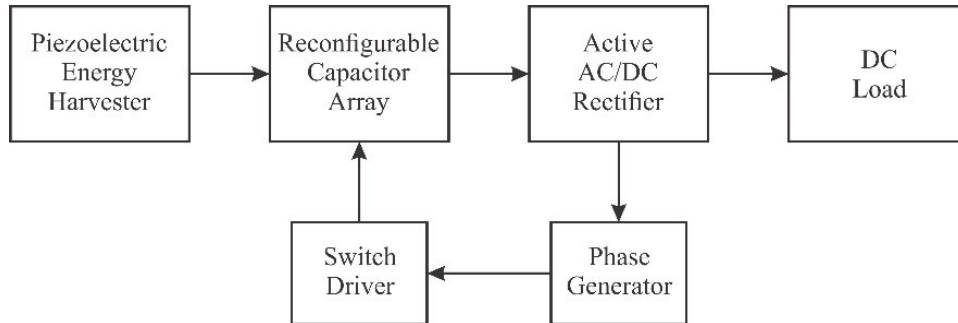 Piezoelectric
Energy
Harvester
Reconfigurable
Capacitor
Array
Active
AC/DC
Rectifier
DC
Load
Switch
Driver
Phase
Generator